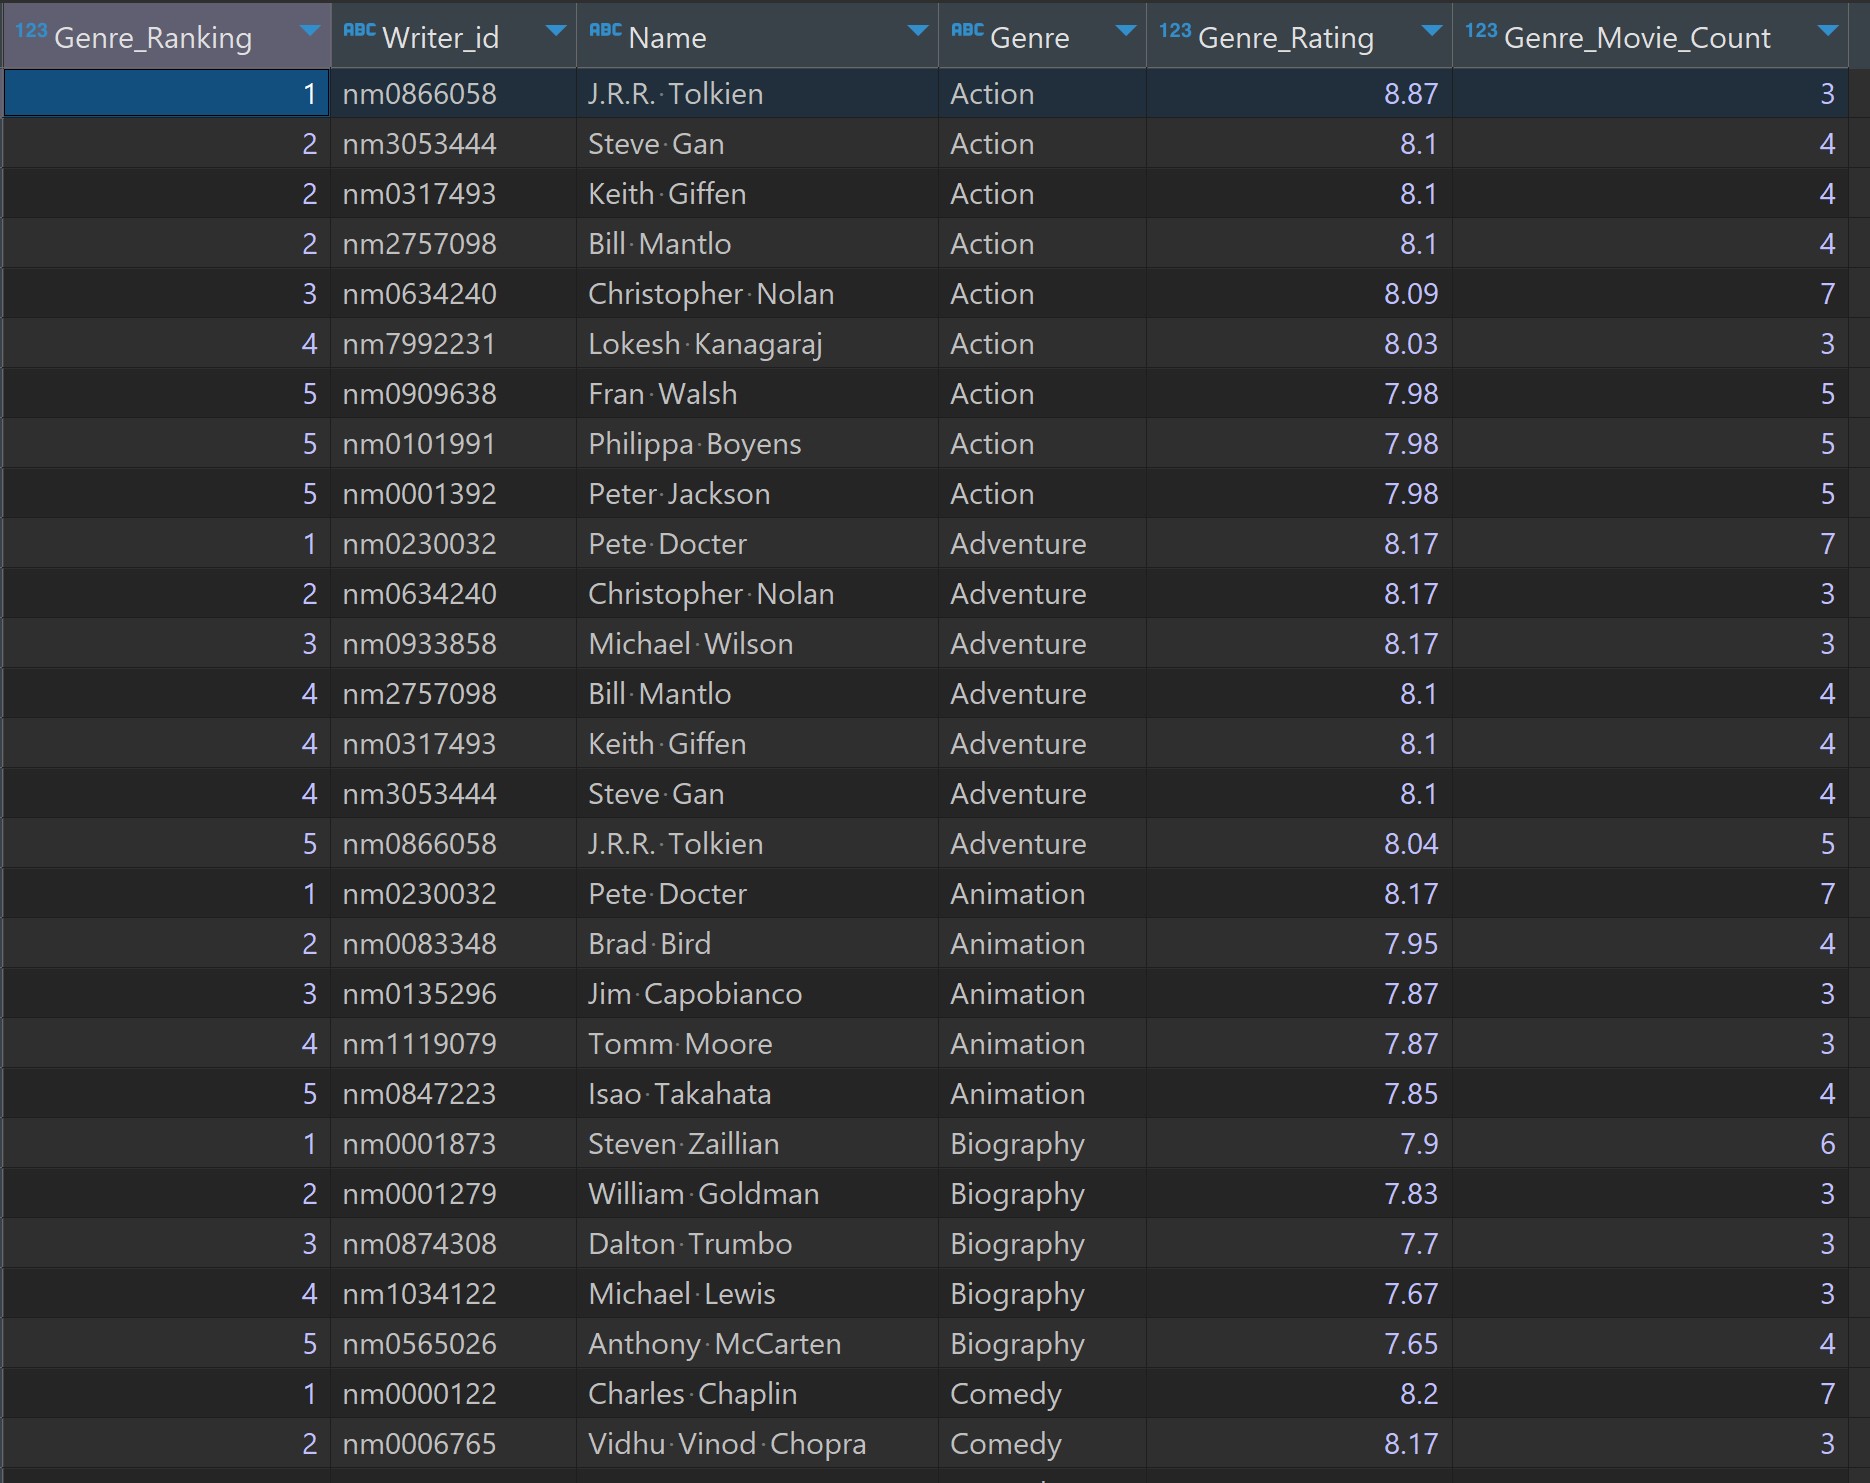 123 Genre_Ranking ABC Writer_id ABC Name ABC Genre 123 Genre_Rating 123 Genre_Movie_Count
1 nm0866058 J.R.R.·Tolkien Action 8.87 3
2 nm3053444 Steve·Gan Action 8.1 4
2 nm0317493 Keith·Giffen Action 8.1 4
2 nm2757098 Bill·Mantlo Action 8.1 4
3 nm0634240 Christopher·Nolan Action 8.09 7
4 nm7992231 Lokesh·Kanagaraj Action 8.03 3
5 nm0909638 Fran·Walsh Action 7.98 5
5 nm0101991 Philippa·Boyens Action 7.98 5
5 nm0001392 Peter·Jackson Action 7.98 5
1 nm0230032 Pete·Docter Adventure 8.17 7
2 nm0634240 Christopher·Nolan Adventure 8.17 3
3 nm0933858 Michael·Wilson Adventure 8.17 3
4 nm2757098 Bill·Mantlo Adventure 8.1 4
4 nm0317493 Keith·Giffen Adventure 8.1 4
4 nm3053444 Steve·Gan Adventure 8.1 4
5 nm0866058 J.R.R.·Tolkien Adventure 8.04 5
1 nm0230032 Pete·Docter Animation 8.17 7
2 nm0083348 Brad·Bird Animation 7.95 4
3 nm0135296 Jim·Capobianco Animation 7.87 3
4 nm1119079 Tomm·Moore Animation 7.87 3
5 nm0847223 Isao·Takahata Animation 7.85 4
1 nm0001873 Steven·Zaillian Biography 7.9 6
2 nm0001279 William·Goldman Biography 7.83 3
3 nm0874308 Dalton·Trumbo Biography 7.7 3
4 nm1034122 Michael·Lewis Biography 7.67 3
5 nm0565026 Anthony·McCarten Biography 7.65 4
1 nm0000122 Charles·Chaplin Comedy 8.2 7
2 nm0006765 Vidhu·Vinod·Chopra Comedy 8.17 3